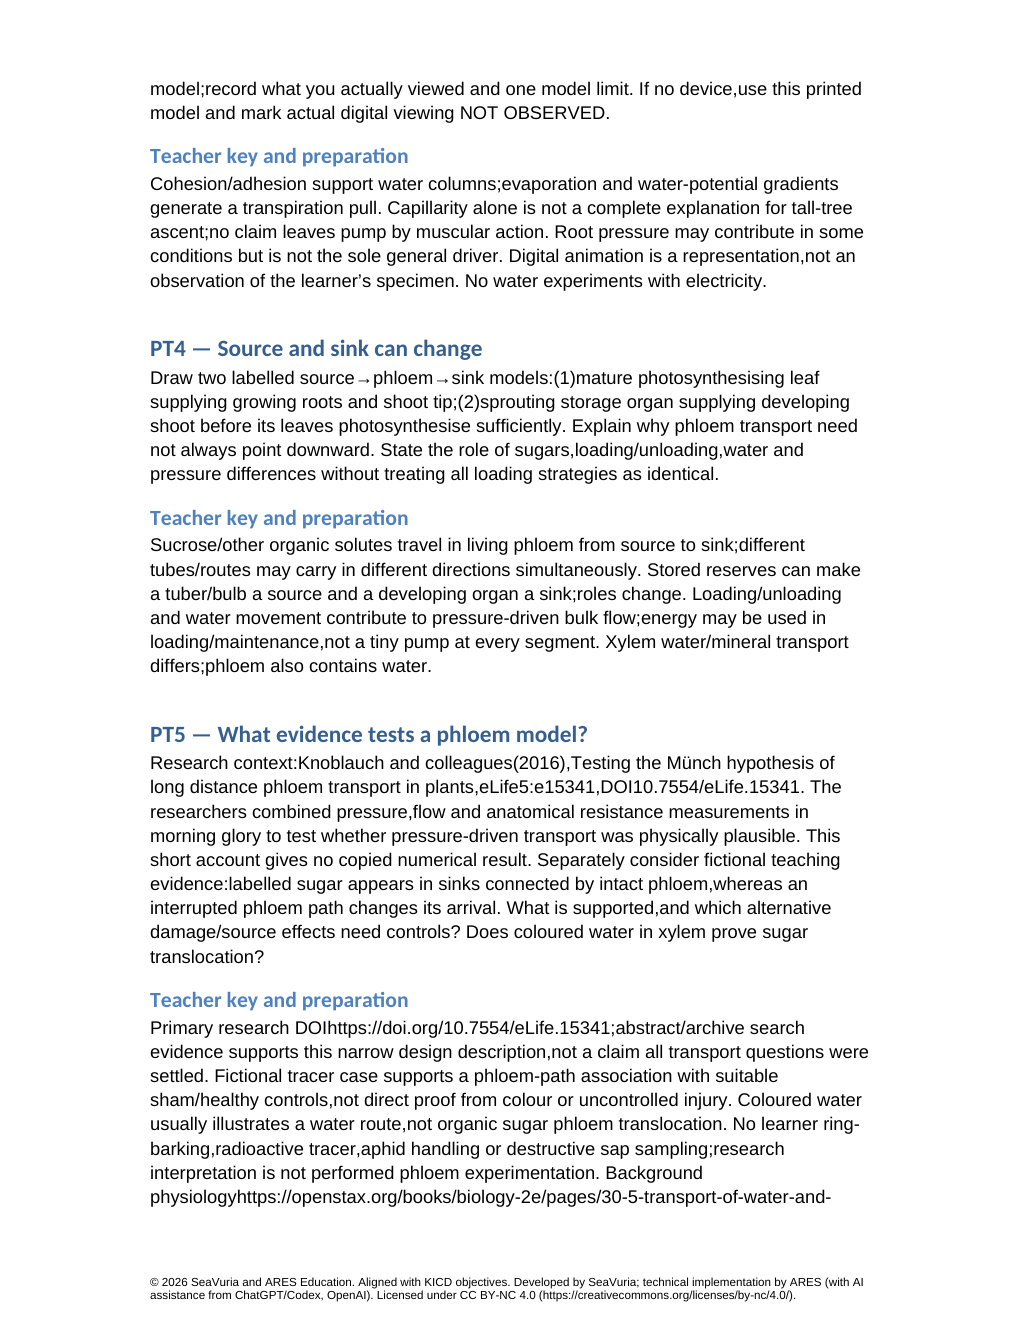 model;record what you actually viewed and one model limit. If no device,use this printed
model and mark actual digital viewing NOT OBSERVED.
Teacher key and preparation
Cohesion/adhesion support water columns;evaporation and water-potential gradients
generate a transpiration pull. Capillarity alone is not a complete explanation for tall-tree
ascent;no claim leaves pump by muscular action. Root pressure may contribute in some
conditions but is not the sole general driver. Digital animation is a representation,not an
observation of the learner’s specimen. No water experiments with electricity.
PT4 — Source and sink can change
Draw two labelled source→phloem→sink models:(1)mature photosynthesising leaf
supplying growing roots and shoot tip;(2)sprouting storage organ supplying developing
shoot before its leaves photosynthesise sufficiently. Explain why phloem transport need
not always point downward. State the role of sugars,loading/unloading,water and
pressure differences without treating all loading strategies as identical.
Teacher key and preparation
Sucrose/other organic solutes travel in living phloem from source to sink;different
tubes/routes may carry in different directions simultaneously. Stored reserves can make
a tuber/bulb a source and a developing organ a sink;roles change. Loading/unloading
and water movement contribute to pressure-driven bulk flow;energy may be used in
loading/maintenance,not a tiny pump at every segment. Xylem water/mineral transport
differs;phloem also contains water.
PT5 — What evidence tests a phloem model?
Research context:Knoblauch and colleagues(2016),Testing the Münch hypothesis of
long distance phloem transport in plants,eLife5:e15341,DOI10.7554/eLife.15341. The
researchers combined pressure,flow and anatomical resistance measurements in
morning glory to test whether pressure-driven transport was physically plausible. This
short account gives no copied numerical result. Separately consider fictional teaching
evidence:labelled sugar appears in sinks connected by intact phloem,whereas an
interrupted phloem path changes its arrival. What is supported,and which alternative
damage/source effects need controls? Does coloured water in xylem prove sugar
translocation?
Teacher key and preparation
Primary research DOIhttps://doi.org/10.7554/eLife.15341;abstract/archive search
evidence supports this narrow design description,not a claim all transport questions were
settled. Fictional tracer case supports a phloem-path association with suitable
sham/healthy controls,not direct proof from colour or uncontrolled injury. Coloured water
usually illustrates a water route,not organic sugar phloem translocation. No learner ring-
barking,radioactive tracer,aphid handling or destructive sap sampling;research
interpretation is not performed phloem experimentation. Background
physiologyhttps://openstax.org/books/biology-2e/pages/30-5-transport-of-water-and-
© 2026 SeaVuria and ARES Education. Aligned with KICD objectives. Developed by SeaVuria; technical implementation by ARES (with AI
assistance from ChatGPT/Codex, OpenAI). Licensed under CC BY-NC 4.0 (https://creativecommons.org/licenses/by-nc/4.0/).